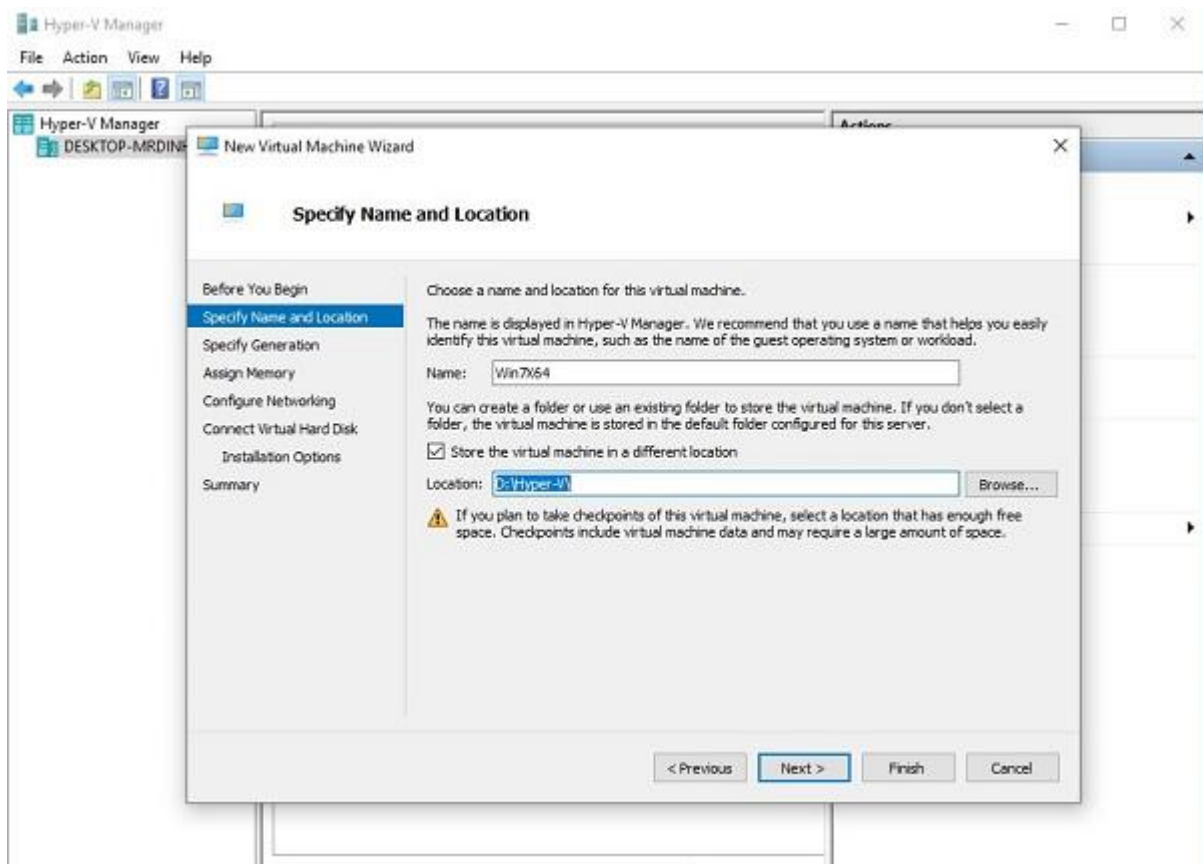 Hyper-V Manager
File Action View Help
Hyper-V Manager
DESKTOP-MRDINH
New Virtual Machine Wizard
Specify Name and Location
Before You Begin
Specify Name and Location
Specify Generation
Assign Memory
Configure Networking
Connect Virtual Hard Disk
Installation Options
Summary
Choose a name and location for this virtual machine.
The name is displayed in Hyper-V Manager. We recommend that you use a name that helps you easily
identify this virtual machine, such as the name of the guest operating system or workload.
Name: Win7X64
You can create a folder or use an existing folder to store the virtual machine. If you don't select a
folder, the virtual machine is stored in the default folder configured for this server.
Store the virtual machine in a different location
Location: D:\Hyper-V\ Browse...
If you plan to take checkpoints of this virtual machine, select a location that has enough free
space. Checkpoints include virtual machine data and may require a large amount of space.
< Previous Next > Finish Cancel
Actions